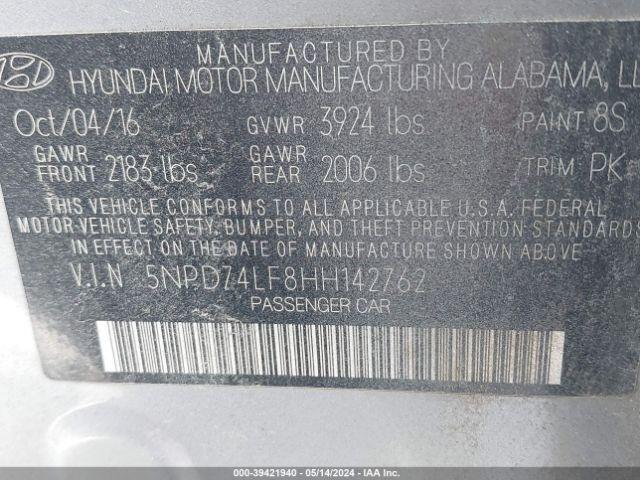 MANUFACTURED BY
HYUNDAI MOTOR MANUFACTURING ALABAMA, LL
Oct/04/16 GVWR 3924 lbs PAINT 8S
GAWR FRONT 2183 lbs GAWR REAR 2006 lbs TRIM PK
THIS VEHICLE CONFORMS TO ALL APPLICABLE U.S.A. FEDERAL
MOTOR VEHICLE SAFETY, BUMPER, AND THEFT PREVENTION STANDARDS
IN EFFECT ON THE DATE OF MANUFACTURE SHOWN ABOVE.
V.I.N 5NPD74LF8HH142762
PASSENGER CAR
000-39421940 - 05/14/2024 - IAA Inc.